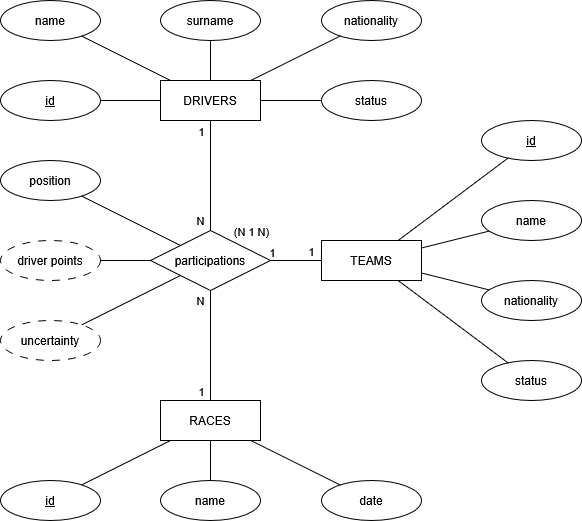 name
surname
nationality
id
DRIVERS
status
1
id
position
N
(N 1 N)
name
driver points
participations
1
1
TEAMS
N
nationality
uncertainty
status
1
RACES
id
name
date